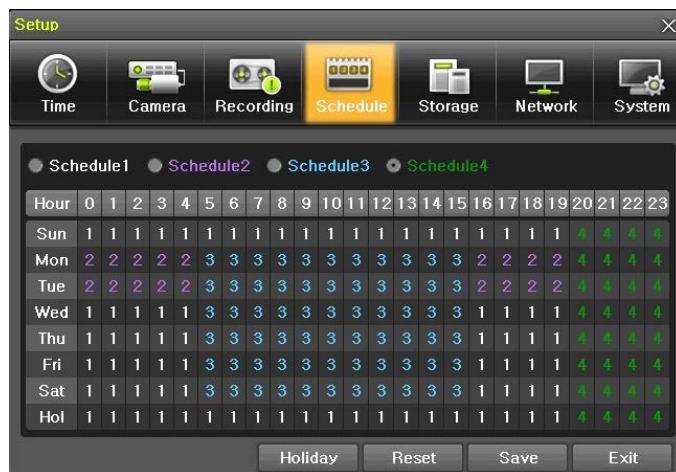 Setup
Time Camera Recording Schedule Storage Network System
Schedule1 Schedule2 Schedule3 Schedule4
Hour 0 1 2 3 4 5 6 7 8 9 10 11 12 13 14 15 16 17 18 19 20 21 22 23
Sun 1 1 1 1 1 1 1 1 1 1 1 1 1 1 1 1 1 1 1 1 4 4 4 4
Mon 2 2 2 2 2 3 3 3 3 3 3 3 3 3 3 3 2 2 2 2 4 4 4 4
Tue 2 2 2 2 2 3 3 3 3 3 3 3 3 3 3 3 2 2 2 2 4 4 4 4
Wed 1 1 1 1 1 3 3 3 3 3 3 3 3 3 3 3 1 1 1 1 4 4 4 4
Thu 1 1 1 1 1 3 3 3 3 3 3 3 3 3 3 3 1 1 1 1 4 4 4 4
Fri 1 1 1 1 1 3 3 3 3 3 3 3 3 3 3 3 1 1 1 1 4 4 4 4
Sat 1 1 1 1 1 3 3 3 3 3 3 3 3 3 3 3 1 1 1 1 4 4 4 4
Hol 1 1 1 1 1 1 1 1 1 1 1 1 1 1 1 1 1 1 1 1 4 4 4 4
Holiday Reset Save Exit